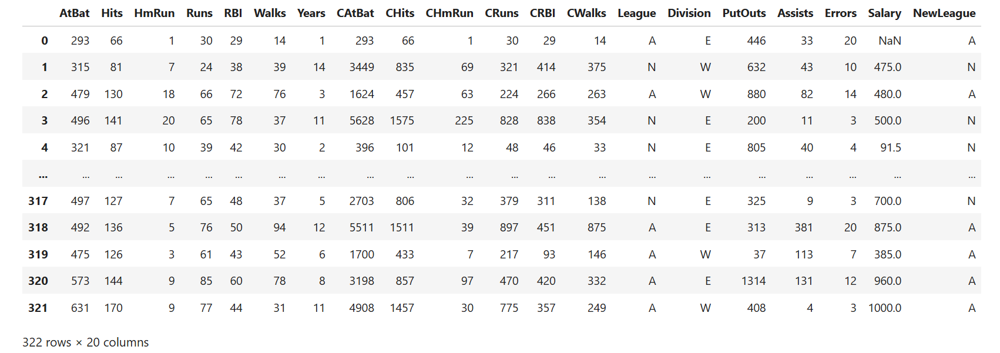 AtBat Hits HmRun Runs RBI Walks Years CAtBat CHits CHmRun CRuns CRBI CWalks League Division PutOuts Assists Errors Salary NewLeague
0 293 66 1 30 29 14 1 293 66 1 30 29 14 A E 446 33 20 NaN A
1 315 81 7 24 38 39 14 3449 835 69 321 414 375 N W 632 43 10 475.0 N
2 479 130 18 66 72 76 3 1624 457 63 224 266 263 A W 880 82 14 480.0 A
3 496 141 20 65 78 37 11 5628 1575 225 828 838 354 N E 200 11 3 500.0 N
4 321 87 10 39 42 30 2 396 101 12 48 46 33 N E 805 40 4 91.5 N
... ... ... ... ... ... ... ... ... ... ... ... ... ... ... ... ... ... ... ... ...
317 497 127 7 65 48 37 5 2703 806 32 379 311 138 N E 325 9 3 700.0 N
318 492 136 5 76 50 94 12 5511 1511 39 897 451 875 A E 313 381 20 875.0 A
319 475 126 3 61 43 52 6 1700 433 7 217 93 146 A W 37 113 7 385.0 A
320 573 144 9 85 60 78 8 3198 857 97 470 420 332 A E 1314 131 12 960.0 A
321 631 170 9 77 44 31 11 4908 1457 30 775 357 249 A W 408 4 3 1000.0 A
322 rows × 20 columns